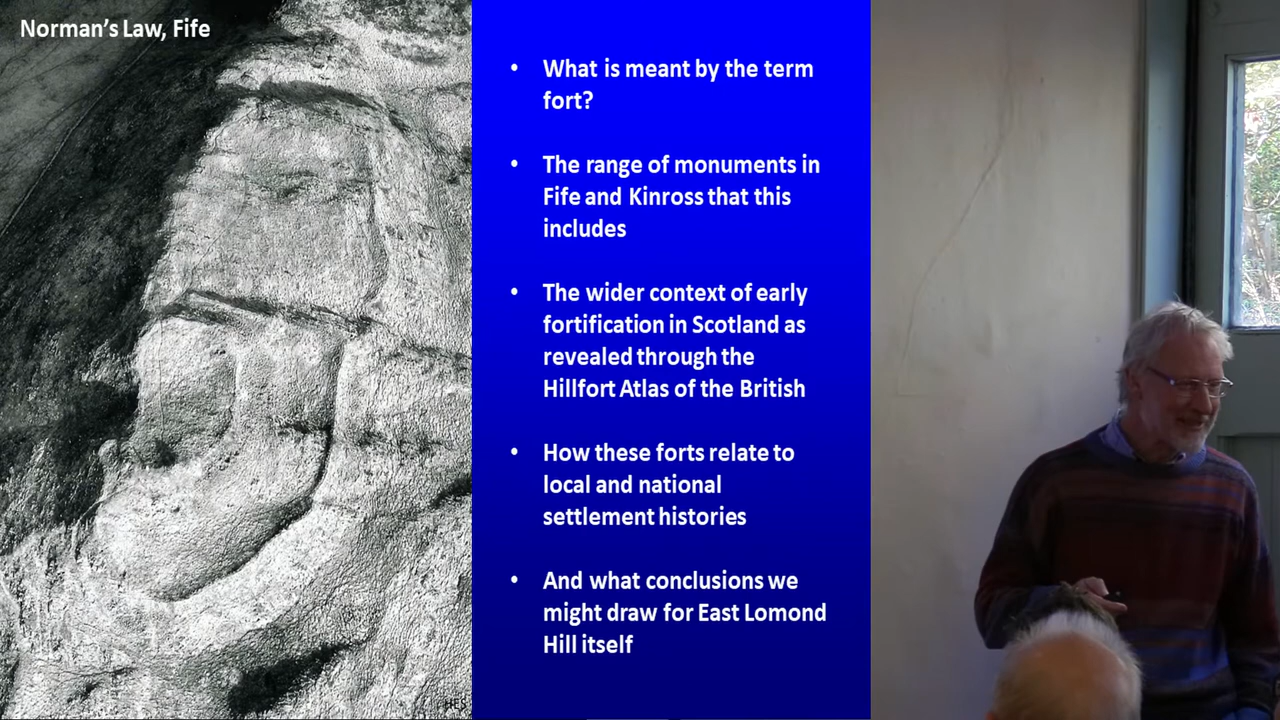 Norman's Law, Fife
• What is meant by the term
fort?
• The range of monuments in
Fife and Kinross that this
includes
• The wider context of early
fortification in Scotland as
revealed through the
Hillfort Atlas of the British
• How these forts relate to
local and national
settlement histories
• And what conclusions we
might draw for East Lomond
Hill itself
HES